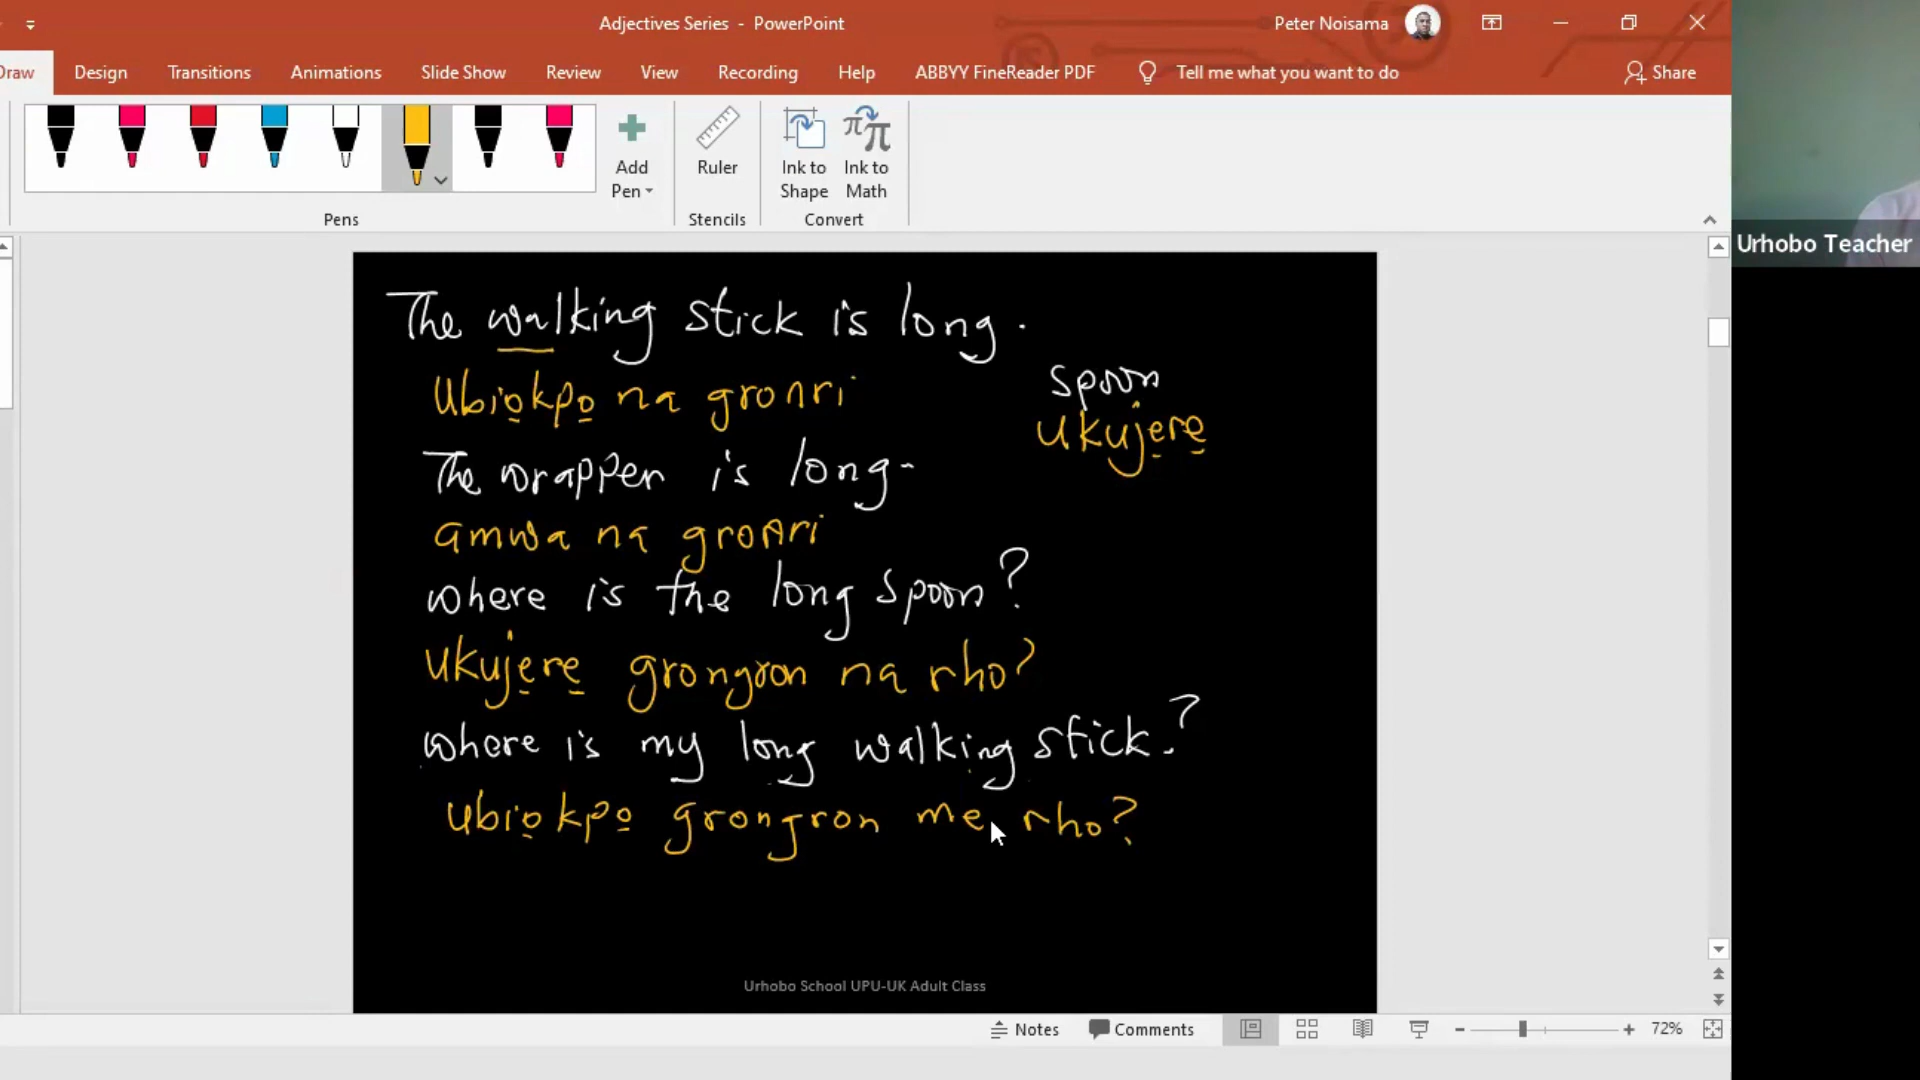 Adjectives Series - PowerPoint
Peter Noisama
Draw Design Transitions Animations Slide Show Review View Recording Help ABBYY FineReader PDF Tell me what you want to do Share
Add Pen
Ruler
Ink to Shape
Ink to Math
Pens
Stencils
Convert
Urhobo Teacher
The walking stick is long.
Ubiọkpọ na gronri
spoon
Ukujẹrẹ
The wrapper is long-
amwa na gronri
where is the long spoon?
Ukujẹrẹ grongron na rho?
where is my long walking stick?
Ubiọkpọ grongron me rho?
Urhobo School UPU-UK Adult Class
Notes Comments 72%